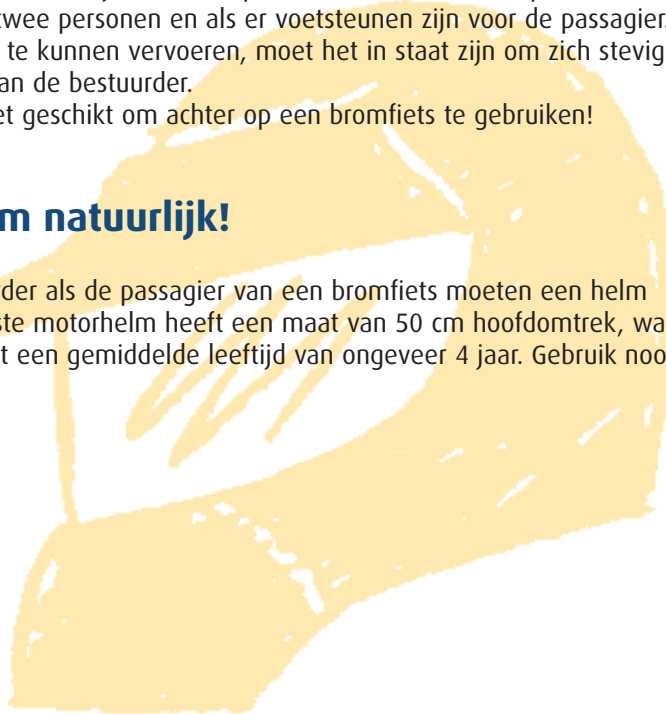 twee personen en als er voetsteunen zijn voor de passagier.
te kunnen vervoeren, moet het in staat zijn om zich stevig
an de bestuurder.
et geschikt om achter op een bromfiets te gebruiken!
m natuurlijk!
der als de passagier van een bromfiets moeten een helm
ste motorhelm heeft een maat van 50 cm hoofdomtrek, wa
t een gemiddelde leeftijd van ongeveer 4 jaar. Gebruik noo